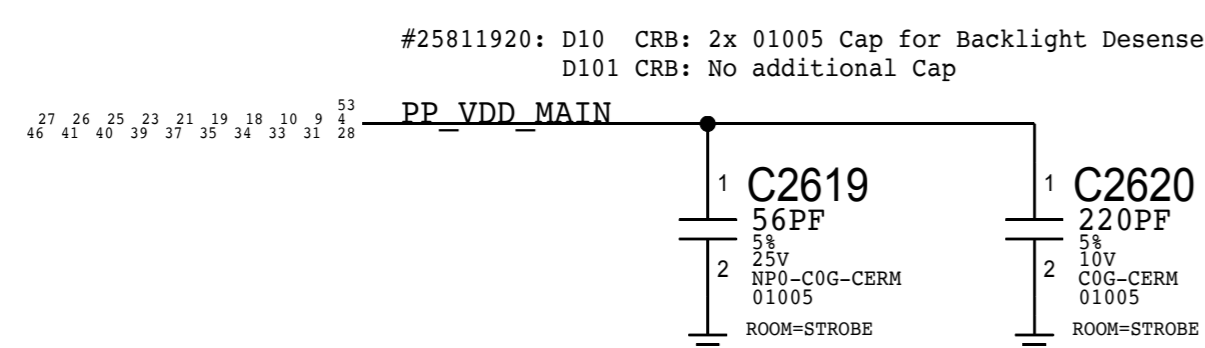 #25811920: D10 CRB: 2x 01005 Cap for Backlight Desense
D101 CRB: No additional Cap
53
27 26 25 23 21 19 18 10 9 4
46 41 40 39 37 35 34 33 31 28
PP_VDD_MAIN
1
C2619
56PF
5%
25V
2
NP0-C0G-CERM
01005
ROOM=STROBE
1
C2620
220PF
5%
10V
2
C0G-CERM
01005
ROOM=STROBE